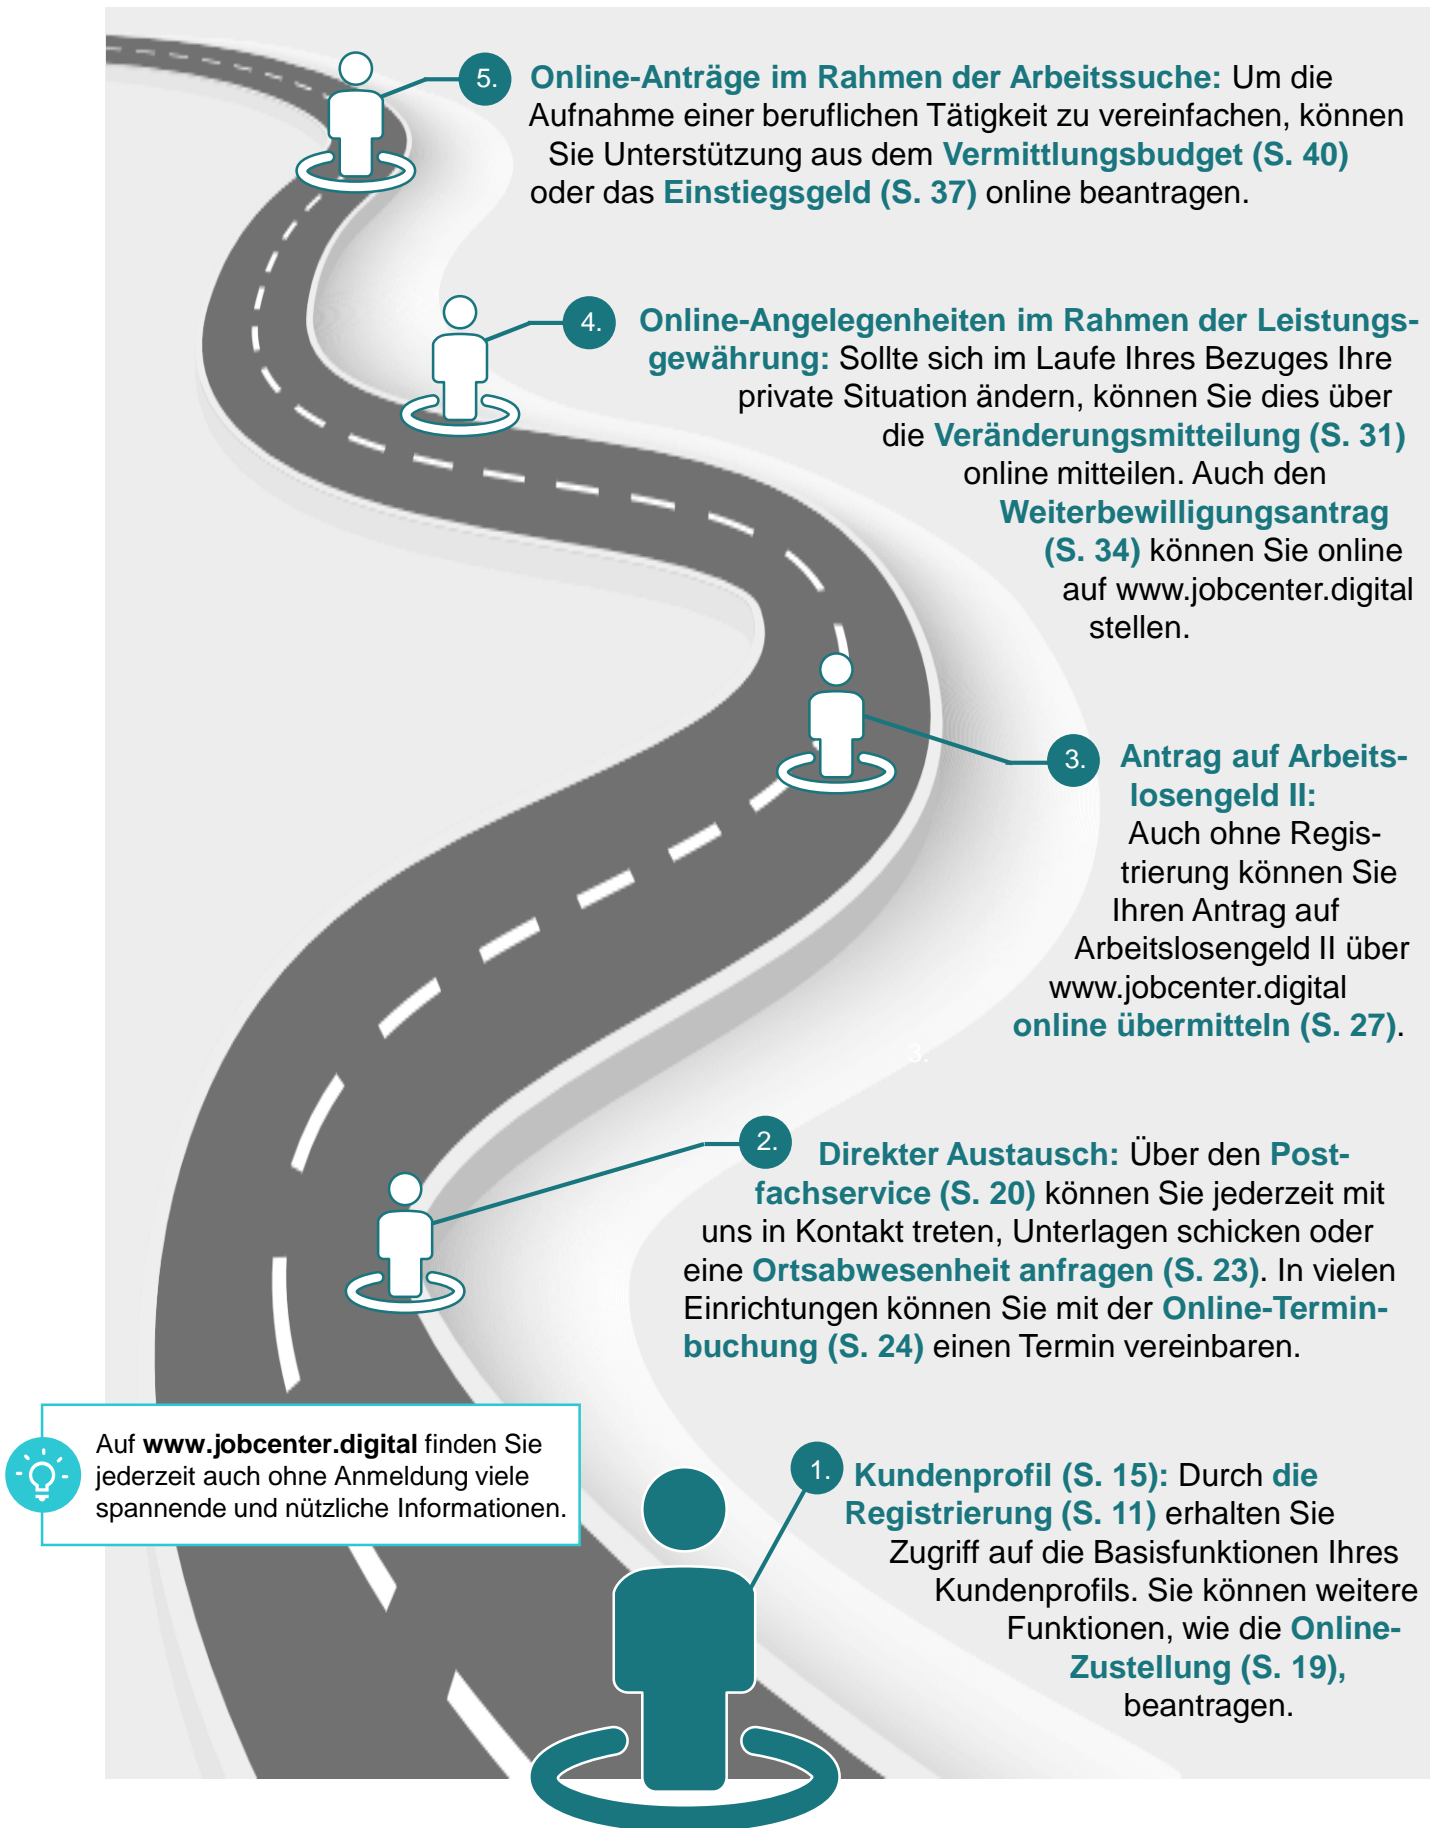 5. Online-Anträge im Rahmen der Arbeitssuche: Um die
Aufnahme einer beruflichen Tätigkeit zu vereinfachen, können
Sie Unterstützung aus dem Vermittlungsbudget (S. 40)
oder das Einstiegsgeld (S. 37) online beantragen.
4. Online-Angelegenheiten im Rahmen der Leistungs-
gewährung: Sollte sich im Laufe Ihres Bezuges Ihre
private Situation ändern, können Sie dies über
die Veränderungsmitteilung (S. 31)
online mitteilen. Auch den
Weiterbewilligungsantrag
(S. 34) können Sie online
auf www.jobcenter.digital
stellen.
3. Antrag auf Arbeits-
losengeld II:
Auch ohne Regis-
trierung können Sie
Ihren Antrag auf
Arbeitslosengeld II über
www.jobcenter.digital
online übermitteln (S. 27).
3.
2. Direkter Austausch: Über den Post-
fachservice (S. 20) können Sie jederzeit mit
uns in Kontakt treten, Unterlagen schicken oder
eine Ortsabwesenheit anfragen (S. 23). In vielen
Einrichtungen können Sie mit der Online-Termin-
buchung (S. 24) einen Termin vereinbaren.
Auf www.jobcenter.digital finden Sie
jederzeit auch ohne Anmeldung viele
spannende und nützliche Informationen.
1. Kundenprofil (S. 15): Durch die
Registrierung (S. 11) erhalten Sie
Zugriff auf die Basisfunktionen Ihres
Kundenprofils. Sie können weitere
Funktionen, wie die Online-
Zustellung (S. 19),
beantragen.